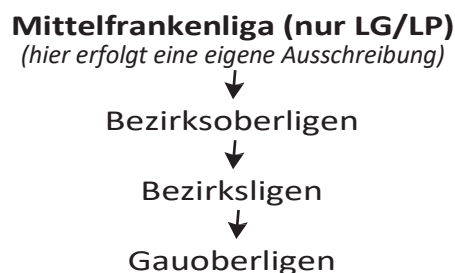 Mittelfrankenliga (nur LG/LP)
(hier erfolgt eine eigene Ausschreibung)
Bezirksoberligen
Bezirksligen
Gauoberligen